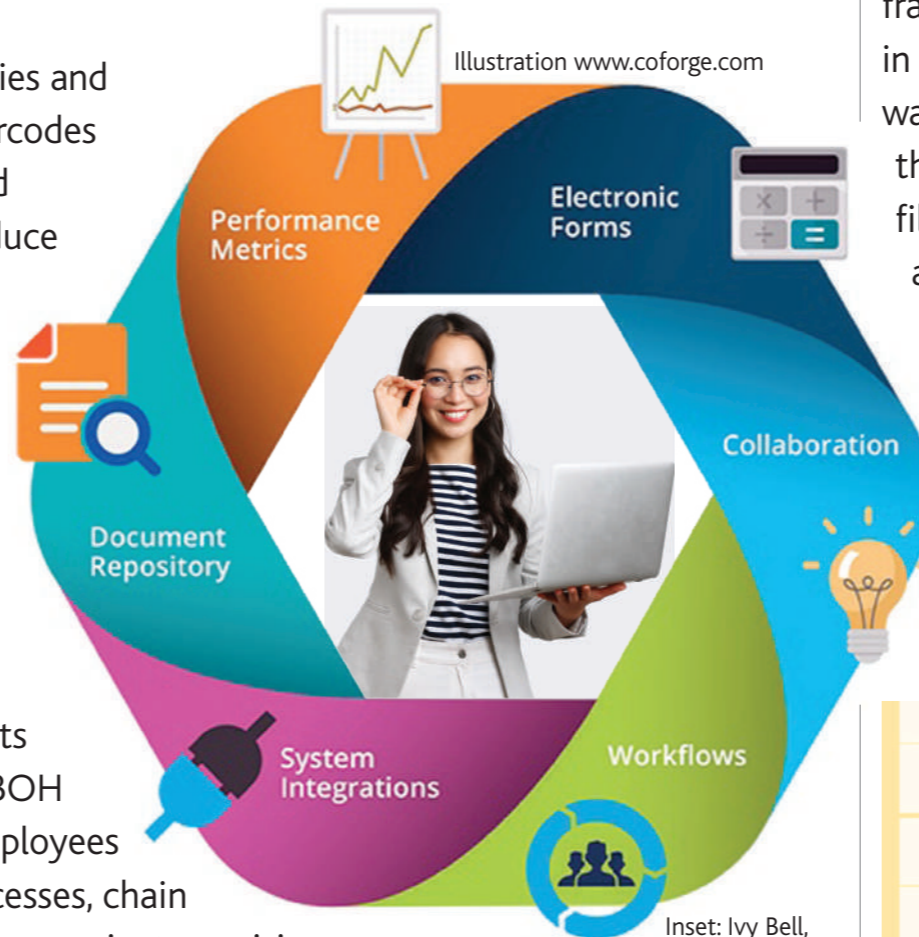 Illustration www.coforge.com
ies and
rcodes
d
luce
Performance
Metrics
Electronic
Forms
Collaboration
Document
Repository
System
Integrations
Workflows
ts
BOH
ployees
cesses, chain
Inset: Ivy Bell,
fra
in
wa
th
fil
a